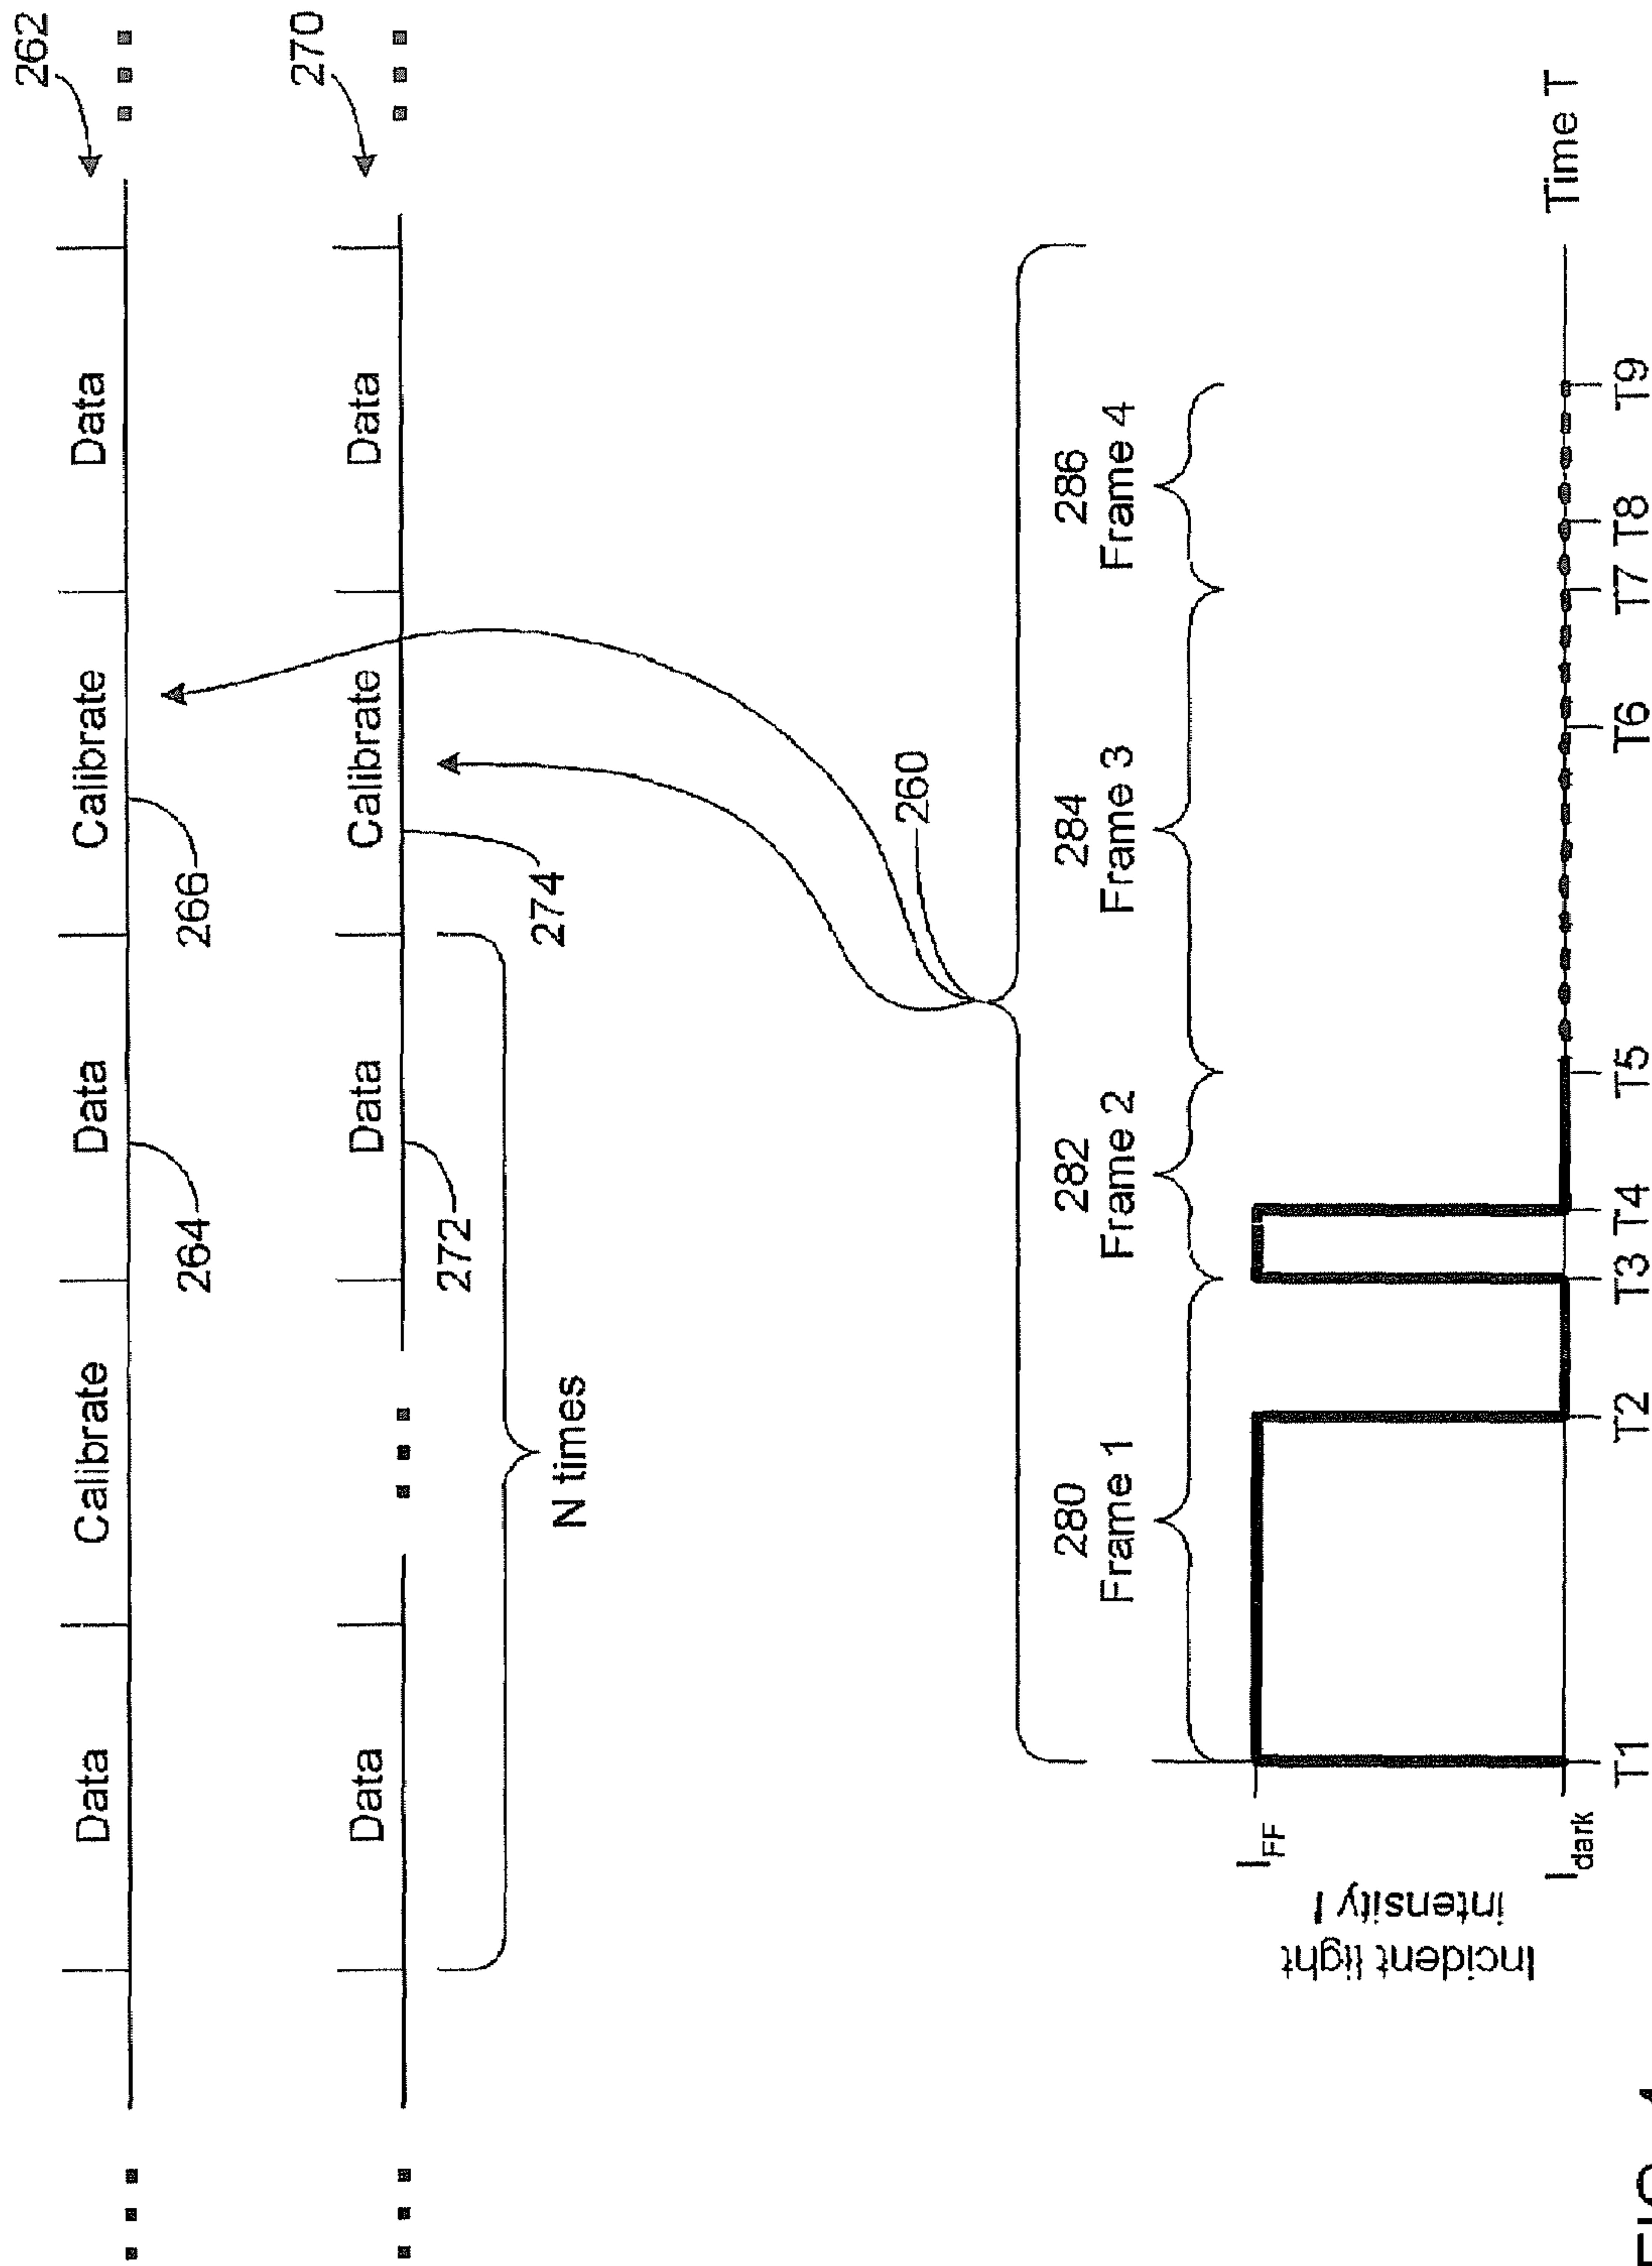 262
Data
Calibrate
Data
Calibrate
Data
264
266
270
Data
Data
Calibrate
Data
272
274
N times
260
280
Frame 1
282
Frame 2
284
Frame 3
286
Frame 4
Incident light
intensity I
I_FF
I_dark
T1
T2
T3
T4
T5
T6
T7
T8
T9
Time T